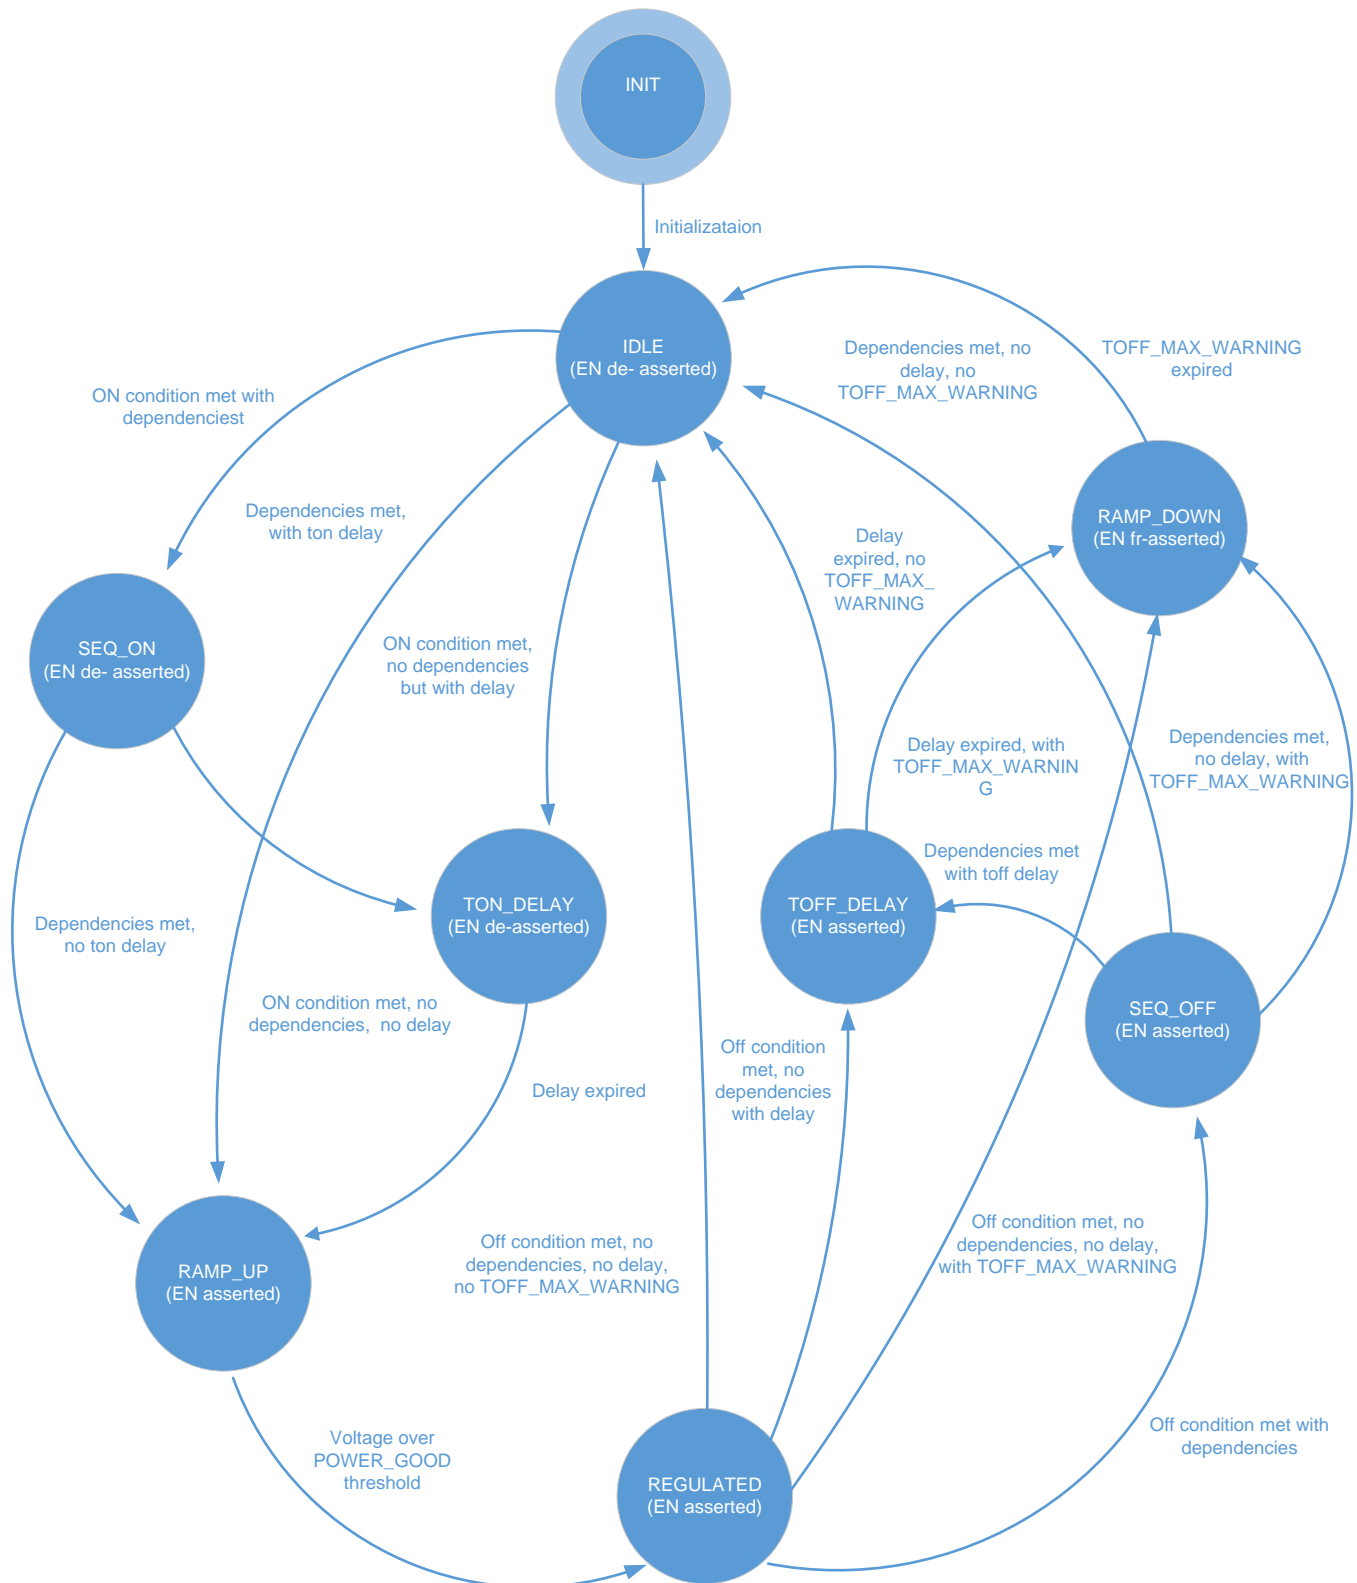 INIT
Initializataion
IDLE
(EN de- asserted)
Dependencies met, no
delay, no
TOFF_MAX_WARNING
TOFF_MAX_WARNING
expired
ON condition met with
dependenciest
Dependencies met,
with ton delay
RAMP_DOWN
(EN fr-asserted)
Delay
expired, no
TOFF_MAX_
WARNING
SEQ_ON
(EN de- asserted)
ON condition met,
no dependencies
but with delay
Delay expired, with
TOFF_MAX_WARNIN
G
Dependencies met,
no delay, with
TOFF_MAX_WARNING
Dependencies met
with toff delay
TON_DELAY
(EN de-asserted)
TOFF_DELAY
(EN asserted)
Dependencies met,
no ton delay
ON condition met, no
dependencies,  no delay
SEQ_OFF
(EN asserted)
Off condition
met, no
dependencies
with delay
Delay expired
Off condition met, no
dependencies, no delay,
no TOFF_MAX_WARNING
Off condition met, no
dependencies, no delay,
with TOFF_MAX_WARNING
RAMP_UP
(EN asserted)
Voltage over
POWER_GOOD
threshold
Off condition met with
dependencies
REGULATED
(EN asserted)